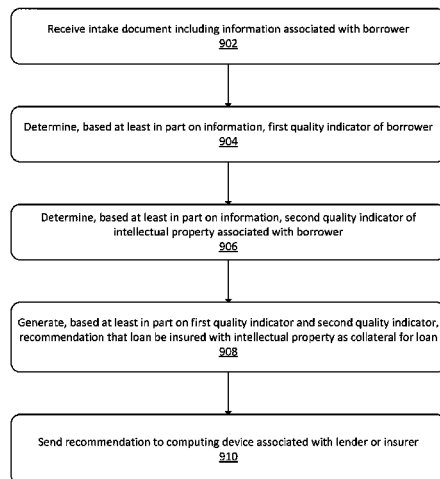 Receive intake document including information associated with borrower
902
Determine, based at least in part on information, first quality indicator of borrower
904
Determine, based at least in part on information, second quality indicator of
intellectual property associated with borrower
906
Generate, based at least in part on first quality indicator and second quality indicator,
recommendation that loan be insured with intellectual property as collateral for loan
908
Send recommendation to computing device associated with lender or insurer
910